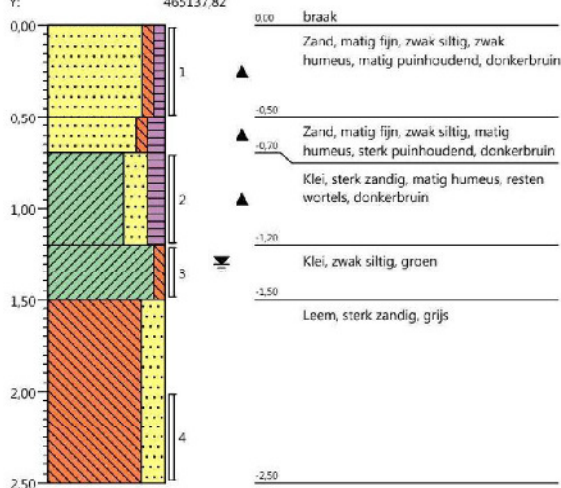 Y: 465137,82
0,00
0,50
1,00
1,50
2,00
2,50
1
2
3
4
0,00 braak
Zand, matig fijn, zwak siltig, zwak
humeus, matig puinhoudend, donkerbruin
-0,50
Zand, matig fijn, zwak siltig, matig
humeus, sterk puinhoudend, donkerbruin
-0,70
Klei, sterk zandig, matig humeus, resten
wortels, donkerbruin
-1,20
Klei, zwak siltig, groen
-1,50
Leem, sterk zandig, grijs
-2,50